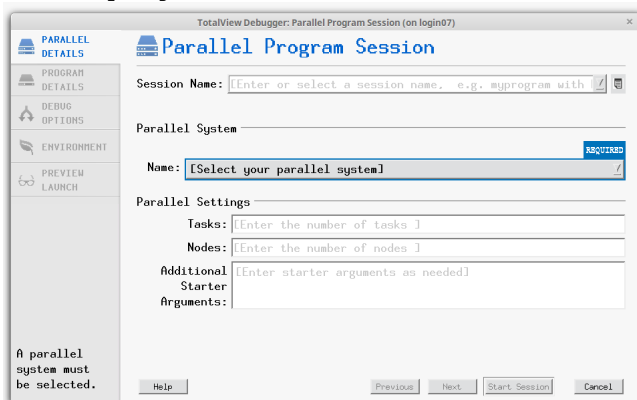 TotalView Debugger: Parallel Program Session (on login07)
PARALLEL
DETAILS
PROGRAM
DETAILS
DEBUG
OPTIONS
ENVIRONMENT
PREVIEW
LAUNCH
A parallel
system must
be selected.
Parallel Program Session
Session Name: [Enter or select a session name, e.g. myprogram with
Parallel System
REQUIRED
Name: [Select your parallel system]
Parallel Settings
Tasks: [Enter the number of tasks ]
Nodes: [Enter the number of nodes ]
Additional
Starter
Arguments:
[Enter starter arguments as needed]
Help Previous Next Start Session Cancel